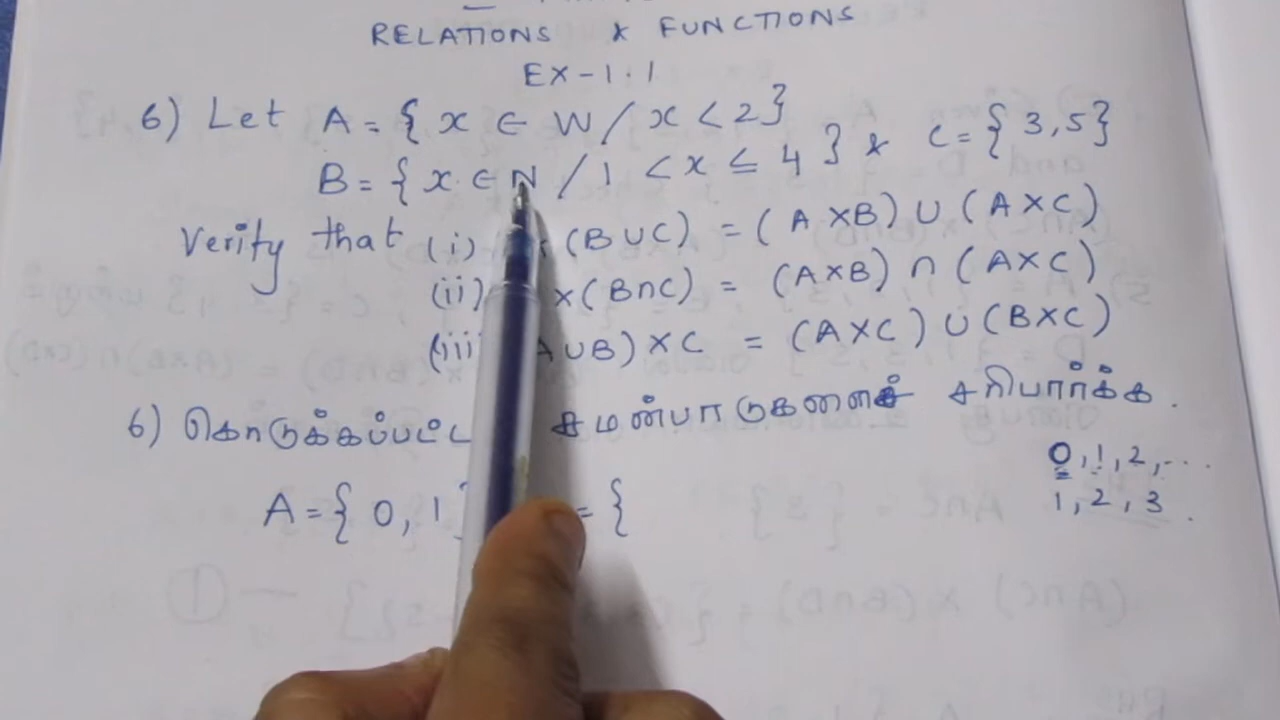 RELATIONS & FUNCTIONS
EX-1.1
6) Let A = { x ∈ W / x < 2 }
B = { x ∈ N / 1 < x ≤ 4 } & C = { 3, 5 }
Verify that (i) (B ∪ C) = (A × B) ∪ (A × C)
(ii) × (B ∩ C) = (A × B) ∩ (A × C)
(iii A ∪ B) × C = (A × C) ∪ (B × C)
6) கொடுக்கப்பட்ட சமன்பாடுகளைச் சரிபார்க்க.
0, 1, 2, ...
A = { 0, 1 = {
1, 2, 3 .